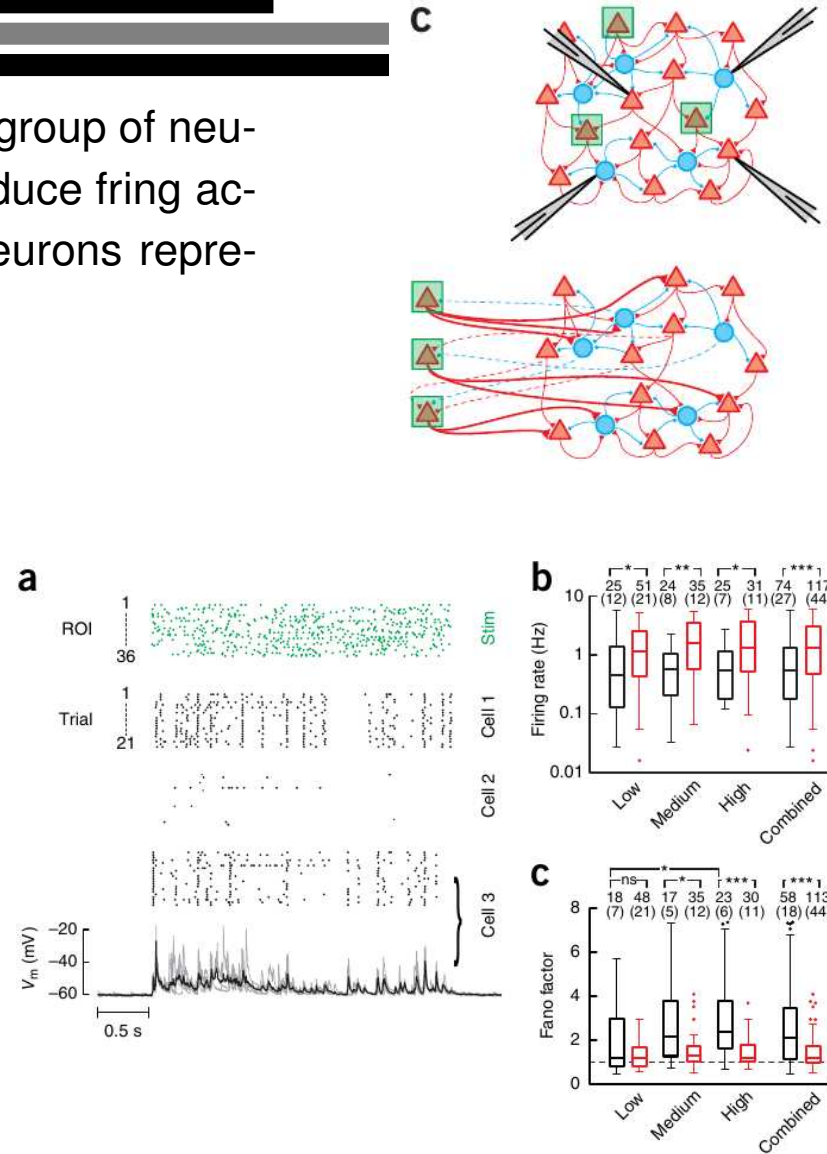 c
group of neu-
duce fring ac-
eurons repre-
a
ROI
1
36
Stim
Trial
1
21
Cell 1
Cell 2
Cell 3
Vm (mV)
−20
−40
−60
0.5 s
b
* ** * ***
25 51 24 35 25 31 74 117
(12) (21) (8) (12) (7) (11) (27) (44
Firing rate (Hz)
10
1
0.1
0.01
Low
Medium
High
Combined
c
*
ns * *** ***
18 48 17 35 23 30 58 113
(7) (21) (5) (12) (6) (11) (18) (44
Fano factor
8
6
4
2
0
Low
Medium
High
Combined